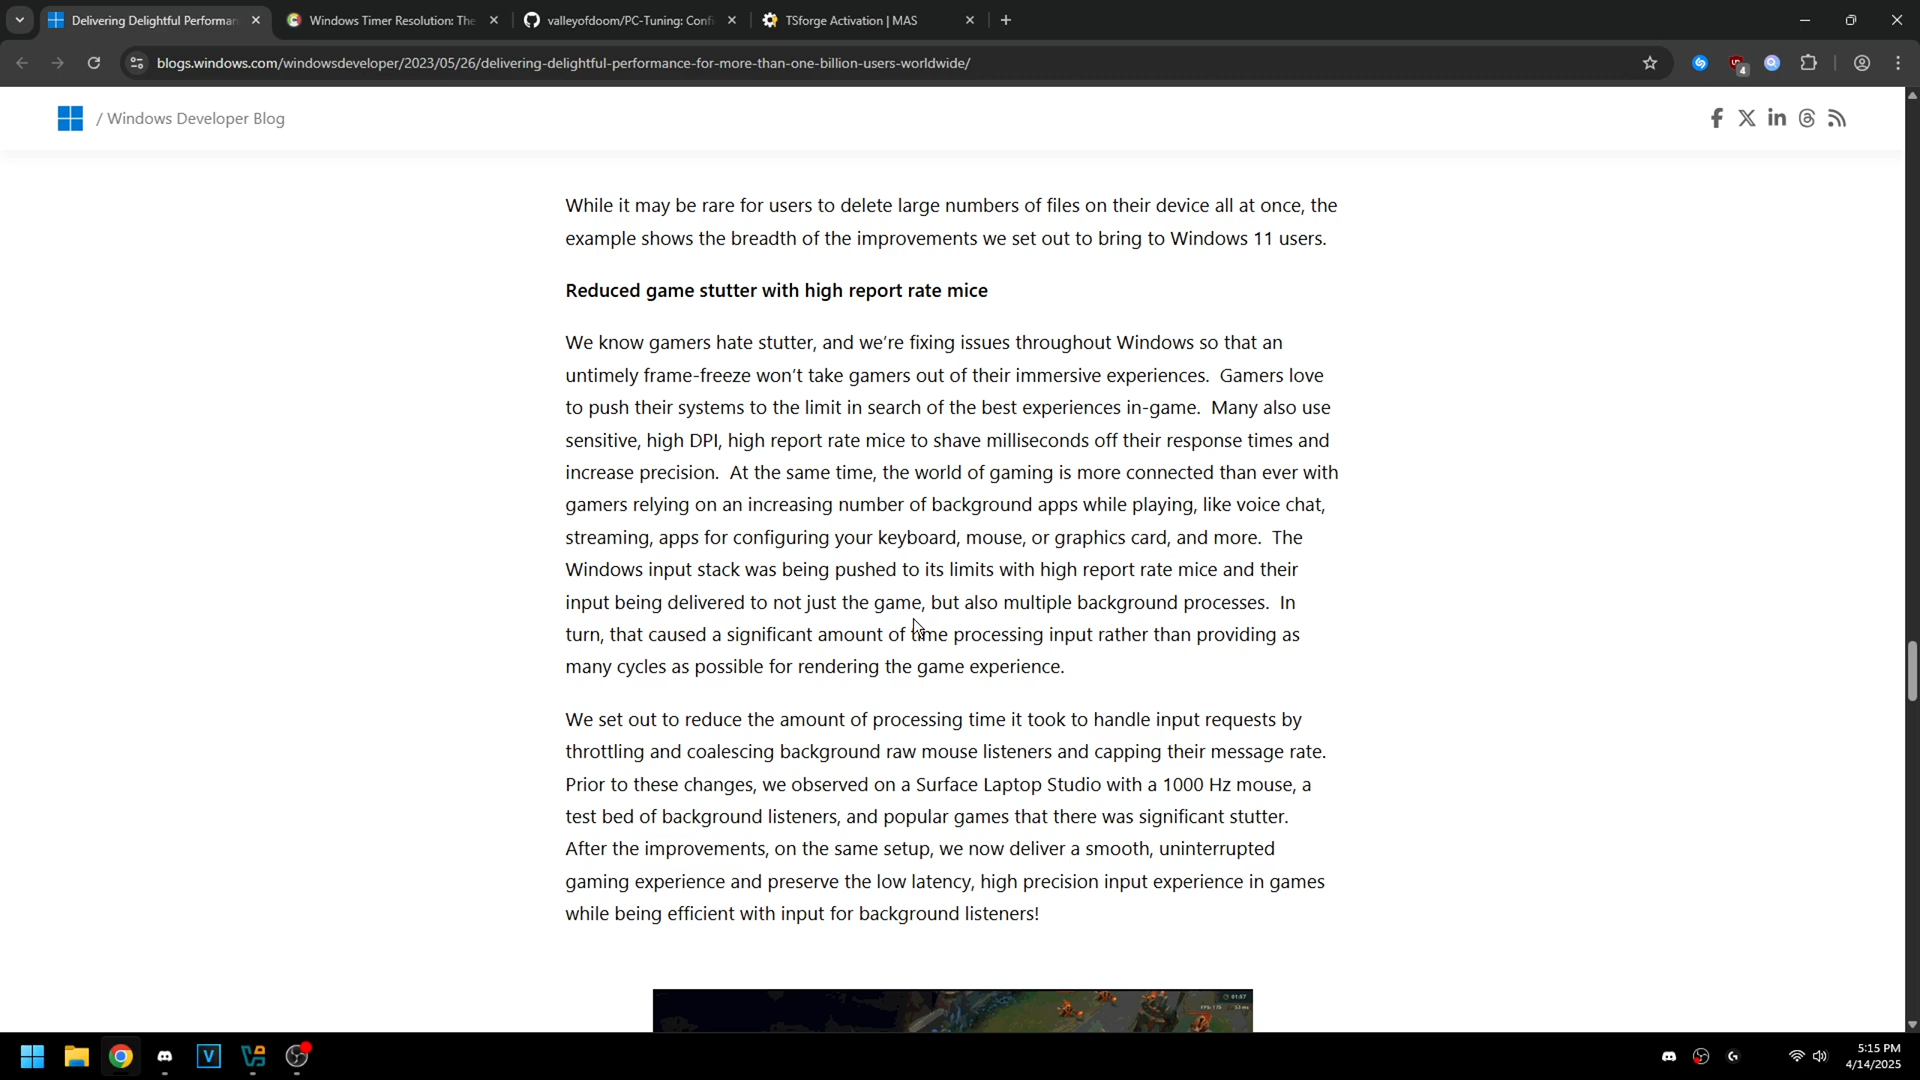 Delivering Delightful Performan
Windows Timer Resolution: The
valleyofdoom/PC-Tuning: Confi
TSforge Activation | MAS
blogs.windows.com/windowsdeveloper/2023/05/26/delivering-delightful-performance-for-more-than-one-billion-users-worldwide/
4
/ Windows Developer Blog
While it may be rare for users to delete large numbers of files on their device all at once, the
example shows the breadth of the improvements we set out to bring to Windows 11 users.
Reduced game stutter with high report rate mice
We know gamers hate stutter, and we’re fixing issues throughout Windows so that an
untimely frame-freeze won’t take gamers out of their immersive experiences.  Gamers love
to push their systems to the limit in search of the best experiences in-game.  Many also use
sensitive, high DPI, high report rate mice to shave milliseconds off their response times and
increase precision.  At the same time, the world of gaming is more connected than ever with
gamers relying on an increasing number of background apps while playing, like voice chat,
streaming, apps for configuring your keyboard, mouse, or graphics card, and more.  The
Windows input stack was being pushed to its limits with high report rate mice and their
input being delivered to not just the game, but also multiple background processes.  In
turn, that caused a significant amount of time processing input rather than providing as
many cycles as possible for rendering the game experience.
We set out to reduce the amount of processing time it took to handle input requests by
throttling and coalescing background raw mouse listeners and capping their message rate.
Prior to these changes, we observed on a Surface Laptop Studio with a 1000 Hz mouse, a
test bed of background listeners, and popular games that there was significant stutter.
After the improvements, on the same setup, we now deliver a smooth, uninterrupted
gaming experience and preserve the low latency, high precision input experience in games
while being efficient with input for background listeners!
01:57
5:15 PM
4/14/2025